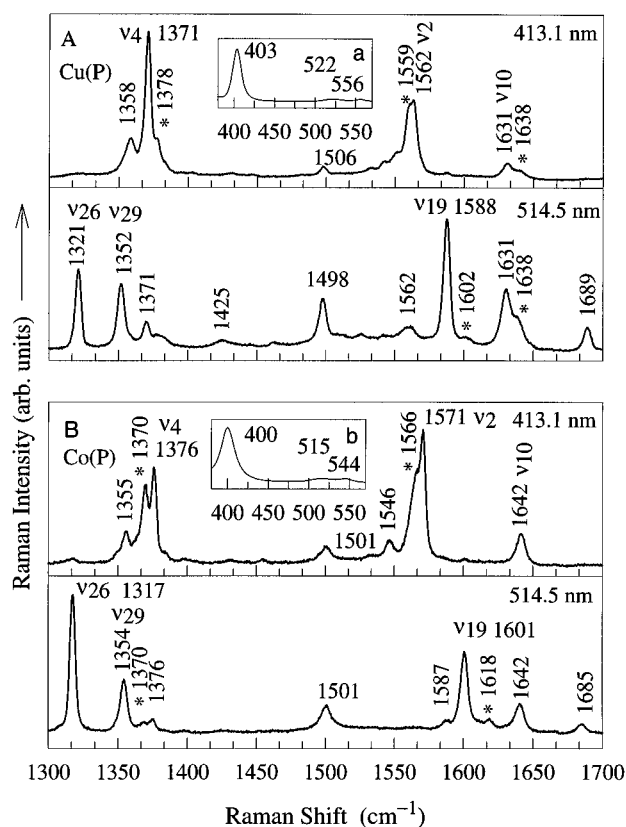 A
Cu(P)
ν4 1371
1358
* 1378
403
a
522
556
400 450 500 550
1506
* 1559
1562 ν2
413.1 nm
1631 ν10
* 1638
ν26
1321
ν29
1352
1371
1425
1498
1562
ν19 1588
* 1602
514.5 nm
1631
* 1638
1689
B
Co(P)
1355
* 1370
ν4
1376
400
b
515
544
400 450 500 550
1501
1546
* 1566
1571 ν2
413.1 nm
1642 ν10
ν26 1317
ν29
1354
* 1370
1376
1501
1587
ν19 1601
* 1618
514.5 nm
1642
1685
1300 1350 1400 1450 1500 1550 1600 1650 1700
Raman Shift (cm⁻¹)
Raman Intensity (arb. units)